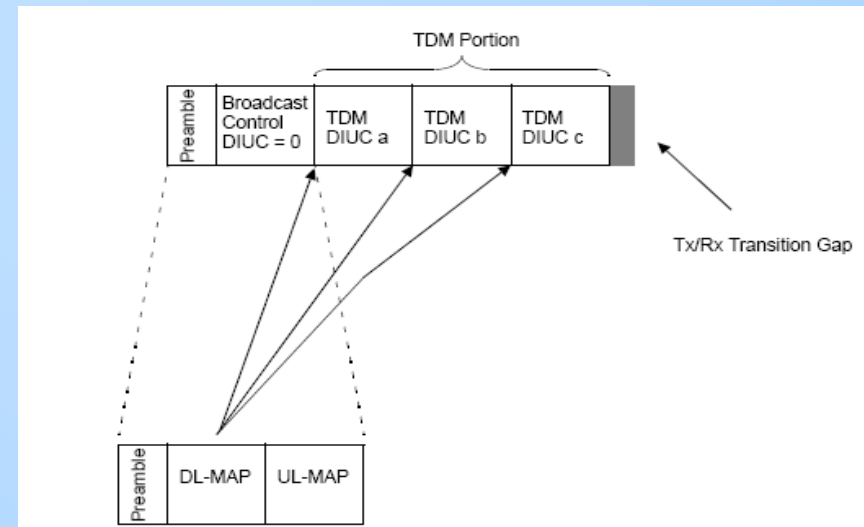 TDM Portion
Preamble
Broadcast
Control
DIUC = 0
TDM
DIUC a
TDM
DIUC b
TDM
DIUC c
Tx/Rx Transition Gap
Preamble
DL-MAP
UL-MAP